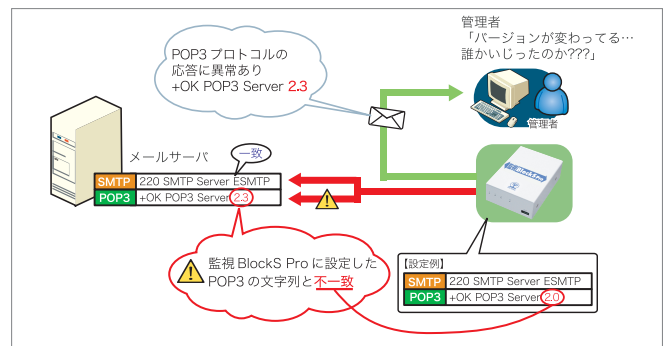 POP3 プロトコルの
応答に異常あり
+OK POP3 Server 2.3
管理者
「バージョンが変わってる…
誰かいじったのか???」
管理者
メールサーバ
一致
SMTP 220 SMTP Server ESMTP
POP3 +OK POP3 Server 2.3
監視 BlockS Pro に設定した
POP3 の文字列と不一致
【設定例】
SMTP 220 SMTP Server ESMTP
POP3 +OK POP3 Server 2.0